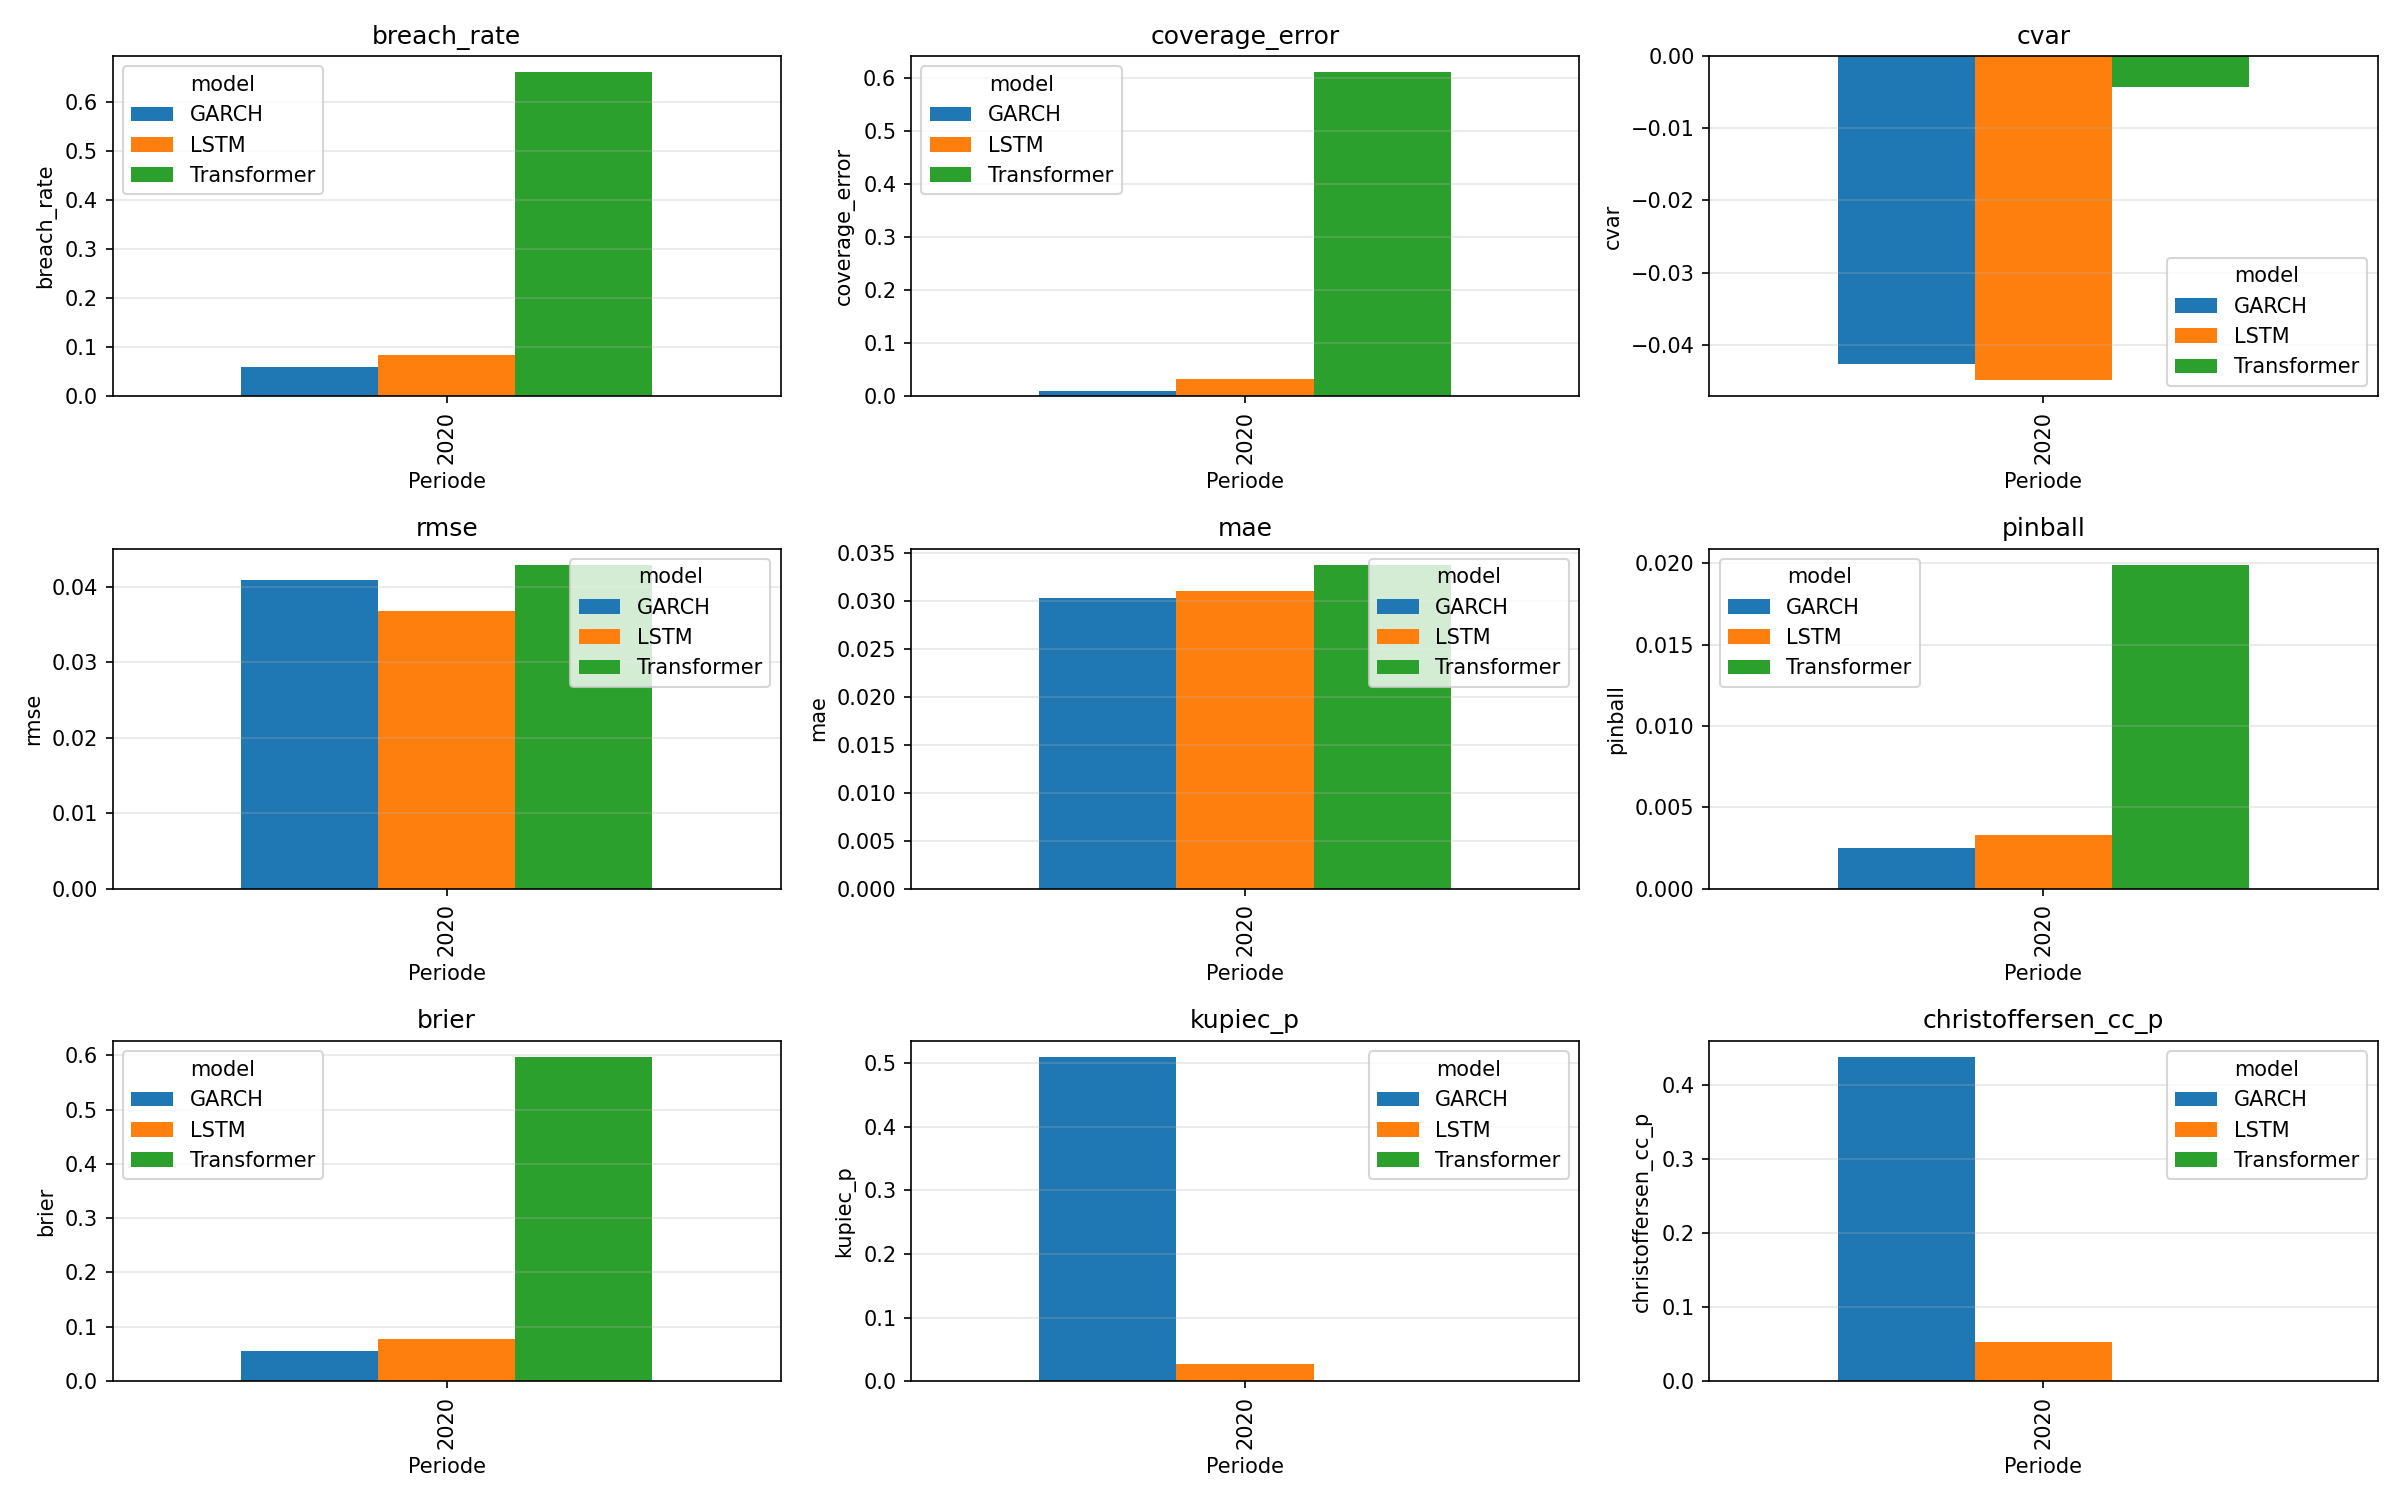 breach_rate
breach_rate
0.6
0.5
0.4
0.3
0.2
0.1
0.0
model
GARCH
LSTM
Transformer
2020
Periode
coverage_error
coverage_error
0.6
0.5
0.4
0.3
0.2
0.1
0.0
model
GARCH
LSTM
Transformer
2020
Periode
cvar
cvar
0.00
−0.01
−0.02
−0.03
−0.04
model
GARCH
LSTM
Transformer
2020
Periode
rmse
rmse
0.04
0.03
0.02
0.01
0.00
model
GARCH
LSTM
Transformer
2020
Periode
mae
mae
0.035
0.030
0.025
0.020
0.015
0.010
0.005
0.000
model
GARCH
LSTM
Transformer
2020
Periode
pinball
pinball
0.020
0.015
0.010
0.005
0.000
model
GARCH
LSTM
Transformer
2020
Periode
brier
brier
0.6
0.5
0.4
0.3
0.2
0.1
0.0
model
GARCH
LSTM
Transformer
2020
Periode
kupiec_p
kupiec_p
0.5
0.4
0.3
0.2
0.1
0.0
model
GARCH
LSTM
Transformer
2020
Periode
christoffersen_cc_p
christoffersen_cc_p
0.4
0.3
0.2
0.1
0.0
model
GARCH
LSTM
Transformer
2020
Periode